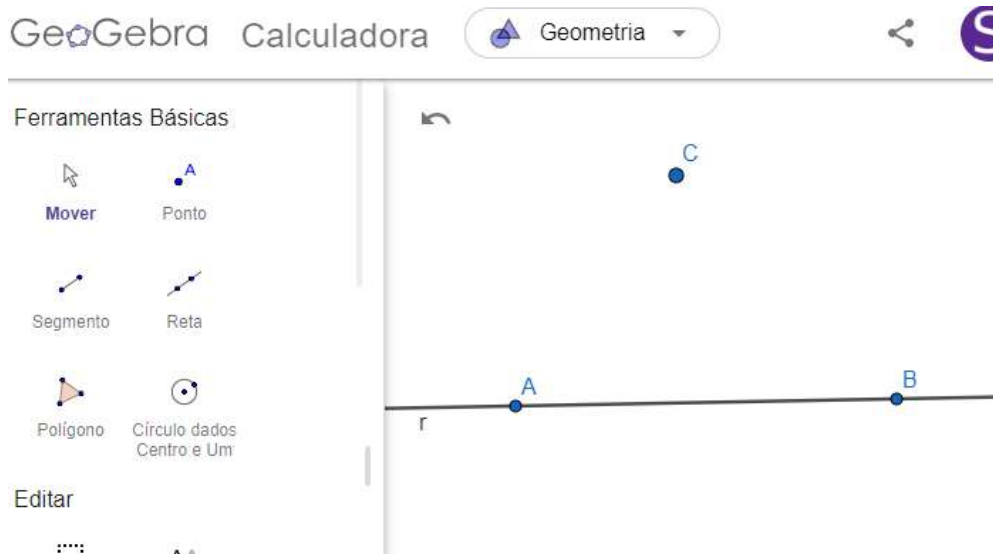 GeoGebra Calculadora Geometria S
Ferramentas Básicas
A
Mover Ponto
Segmento Reta
Polígono Círculo dados
Centro e Um
Editar
C
A B
r